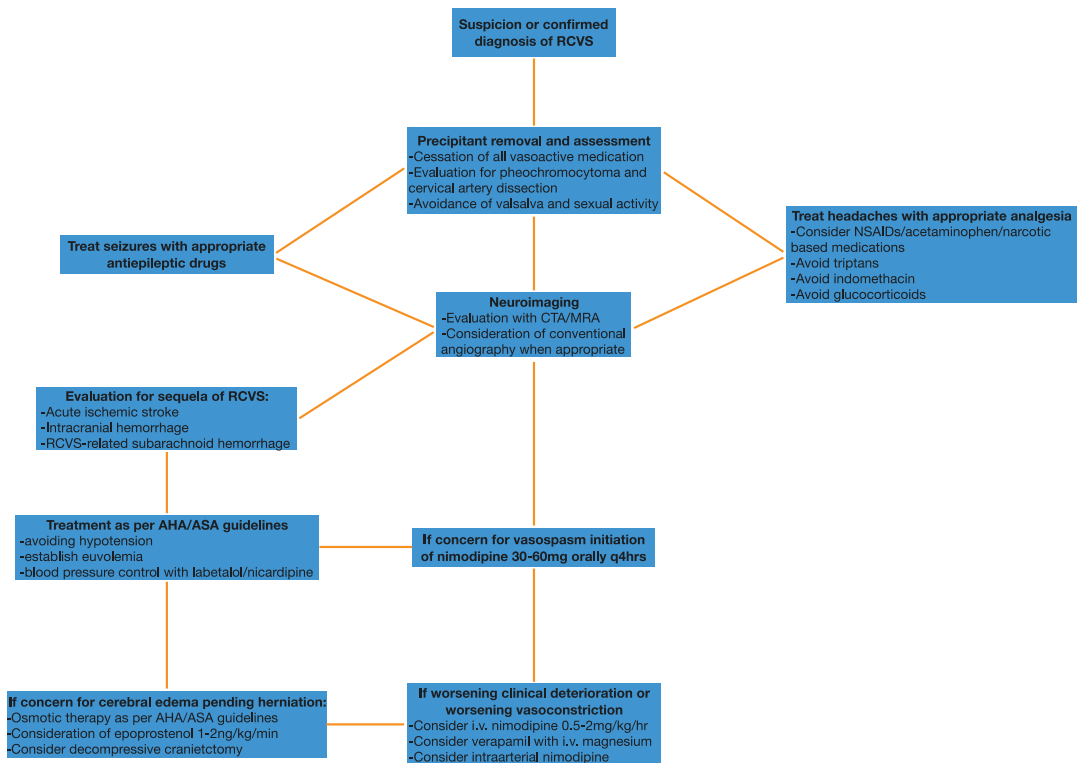 Suspicion or confirmed
diagnosis of RCVS
Precipitant removal and assessment
-Cessation of all vasoactive medication
-Evaluation for pheochromocytoma and
cervical artery dissection
-Avoidance of valsalva and sexual activity
Treat seizures with appropriate
antiepileptic drugs
Treat headaches with appropriate analgesia
-Consider NSAIDs/acetaminophen/narcotic
based medications
-Avoid triptans
-Avoid indomethacin
-Avoid glucocorticoids
Neuroimaging
-Evaluation with CTA/MRA
-Consideration of conventional
angiography when appropriate
Evaluation for sequela of RCVS:
-Acute ischemic stroke
-Intracranial hemorrhage
-RCVS-related subarachnoid hemorrhage
Treatment as per AHA/ASA guidelines
-avoiding hypotension
-establish euvolemia
-blood pressure control with labetalol/nicardipine
If concern for vasospasm initiation
of nimodipine 30-60mg orally q4hrs
If concern for cerebral edema pending herniation:
-Osmotic therapy as per AHA/ASA guidelines
-Consideration of epoprostenol 1-2ng/kg/min
-Consider decompressive cranietctomy
If worsening clinical deterioration or
worsening vasoconstriction
-Consider i.v. nimodipine 0.5-2mg/kg/hr
-Consider verapamil with i.v. magnesium
-Consider intraarterial nimodipine